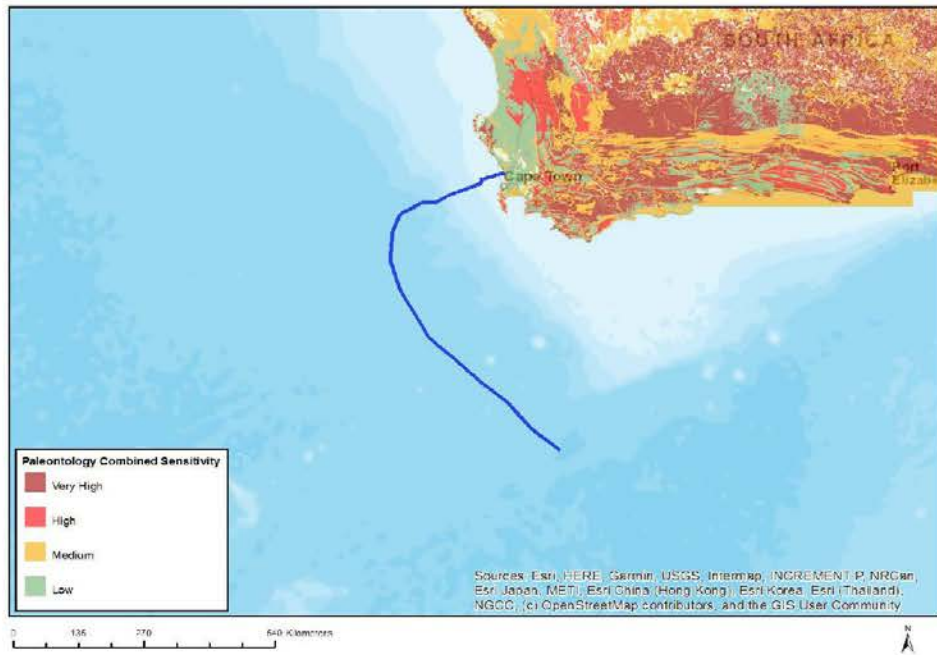 SOUTH AFRICA
Cape Town
Port
Elizab
Paleontology Combined Sensitivity
Very High
High
Medium
Low
Sources: Esri, HERE, Garmin, USGS, Intermap, INCREMENT P, NRCan,
Esri Japan, METI, Esri China (Hong Kong), Esri Korea, Esri (Thailand),
NGCC, (c) OpenStreetMap contributors, and the GIS User Community
0 135 270 540 Kilometers
N